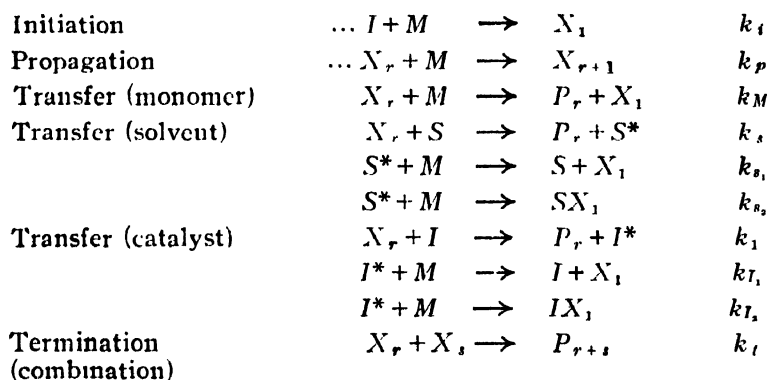 Initiation ... I + M → X₁ kᵢ
Propagation ... Xᵣ + M → Xᵣ₊₁ kₚ
Transfer (monomer) Xᵣ + M → Pᵣ + X₁ k_M
Transfer (solvent) Xᵣ + S → Pᵣ + S* kₛ
S* + M → S + X₁ k_{s₁}
S* + M → SX₁ k_{s₂}
Transfer (catalyst) Xᵣ + I → Pᵣ + I* k₁
I* + M → I + X₁ k_{I₁}
I* + M → IX₁ k_{I₂}
Termination Xᵣ + Xₛ → Pᵣ₊ₛ kₜ
(combination)